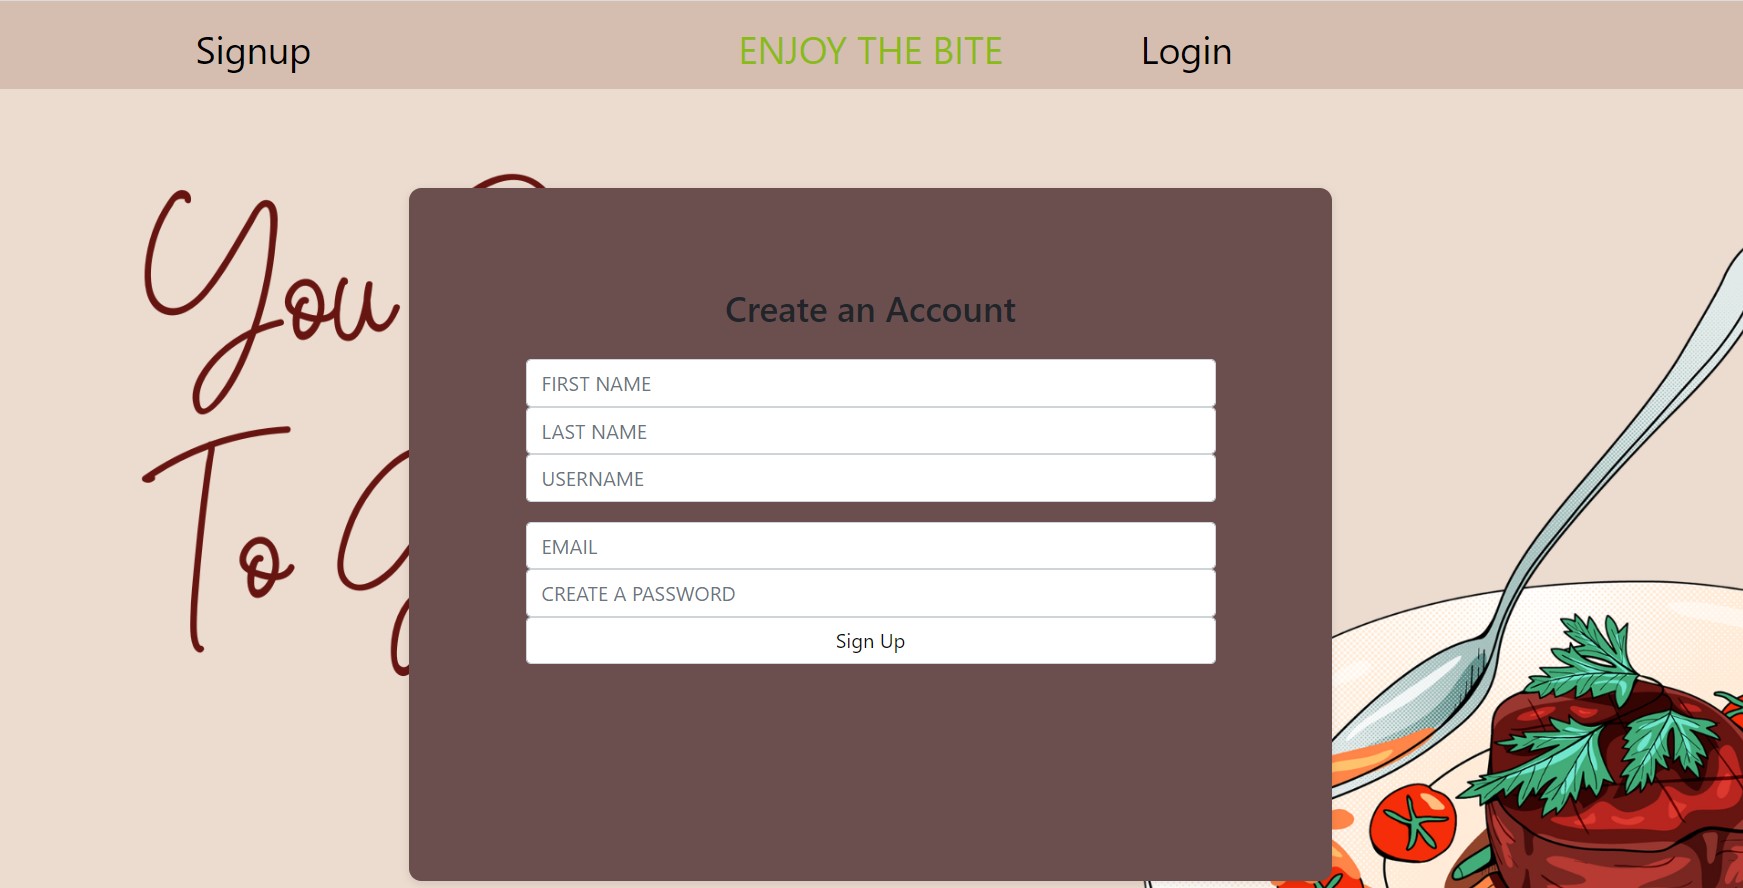 Signup ENJOY THE BITE Login
You
Create an Account
FIRST NAME
LAST NAME
USERNAME
To
EMAIL
CREATE A PASSWORD
Sign Up